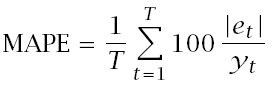 MAPE = \frac{1}{T} \sum_{t=1}^{T} 100 \frac{|e_t|}{y_t}